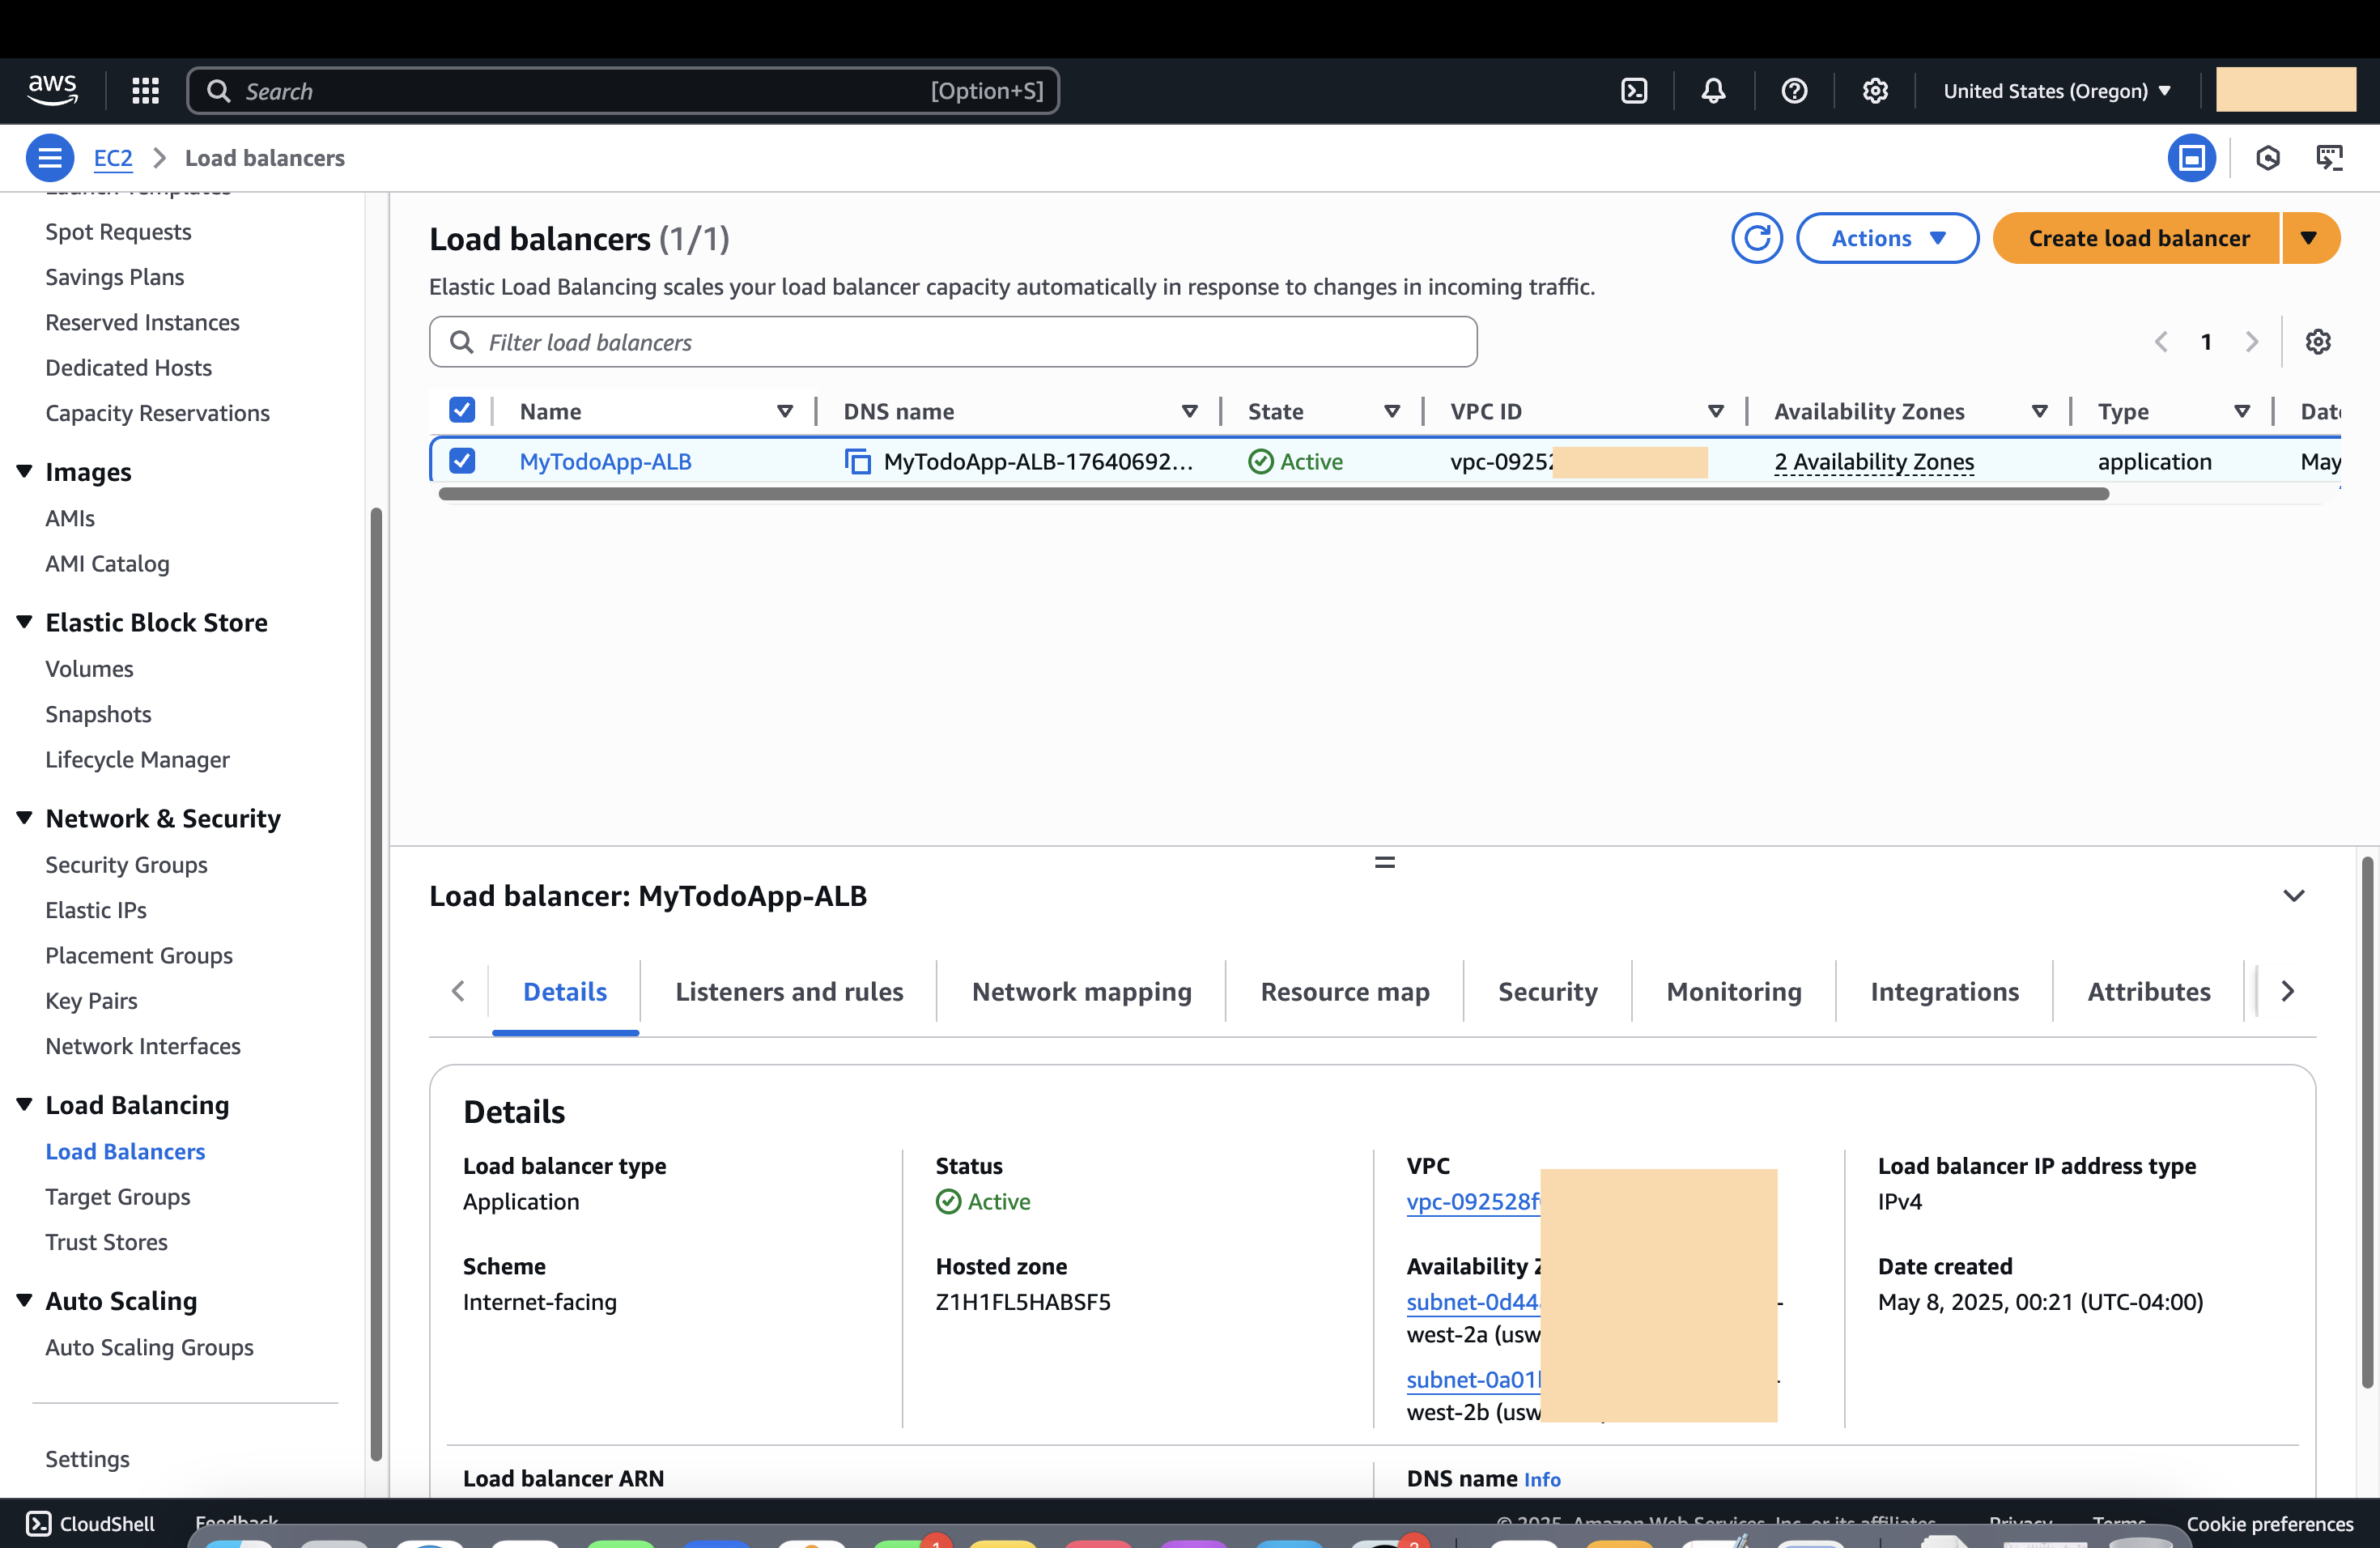 aws
Search
[Option+S]
United States (Oregon)
EC2
Load balancers
Launch Templates
Spot Requests
Savings Plans
Reserved Instances
Dedicated Hosts
Capacity Reservations
Images
AMIs
AMI Catalog
Elastic Block Store
Volumes
Snapshots
Lifecycle Manager
Network & Security
Security Groups
Elastic IPs
Placement Groups
Key Pairs
Network Interfaces
Load Balancing
Load Balancers
Target Groups
Trust Stores
Auto Scaling
Auto Scaling Groups
Settings
Load balancers (1/1)
Actions
Create load balancer
Elastic Load Balancing scales your load balancer capacity automatically in response to changes in incoming traffic.
Filter load balancers
1
Name DNS name State VPC ID Availability Zones Type Date
MyTodoApp-ALB MyTodoApp-ALB-17640692... Active vpc-09252 2 Availability Zones application May
Load balancer: MyTodoApp-ALB
Details Listeners and rules Network mapping Resource map Security Monitoring Integrations Attributes
Details
Load balancer type Status VPC Load balancer IP address type
Application Active vpc-092528f IPv4
Scheme Hosted zone Availability Date created
Internet-facing Z1H1FL5HABSF5 subnet-0d44 - May 8, 2025, 00:21 (UTC-04:00)
west-2a (usw
subnet-0a01
west-2b (usw
Load balancer ARN DNS name Info
CloudShell Feedback © 2025, Amazon Web Services, Inc. or its affiliates. Privacy Terms Cookie preferences
1
2